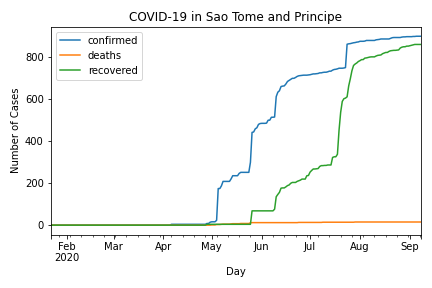 COVID-19 in Sao Tome and Principe
confirmed
deaths
recovered
Number of Cases
800
600
400
200
0
Feb Mar Apr May Jun Jul Aug Sep
2020
Day